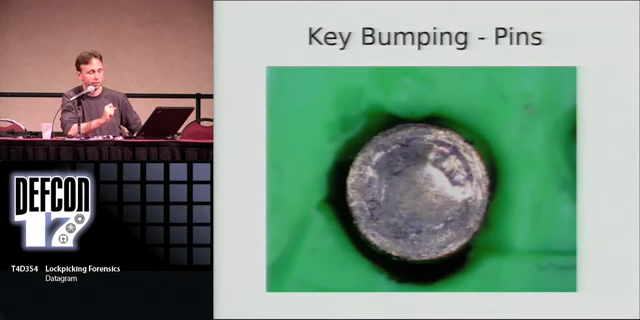 Key Bumping - Pins
DEFCON
17
T4D3S4 Lockpicking Forensics
Datagram